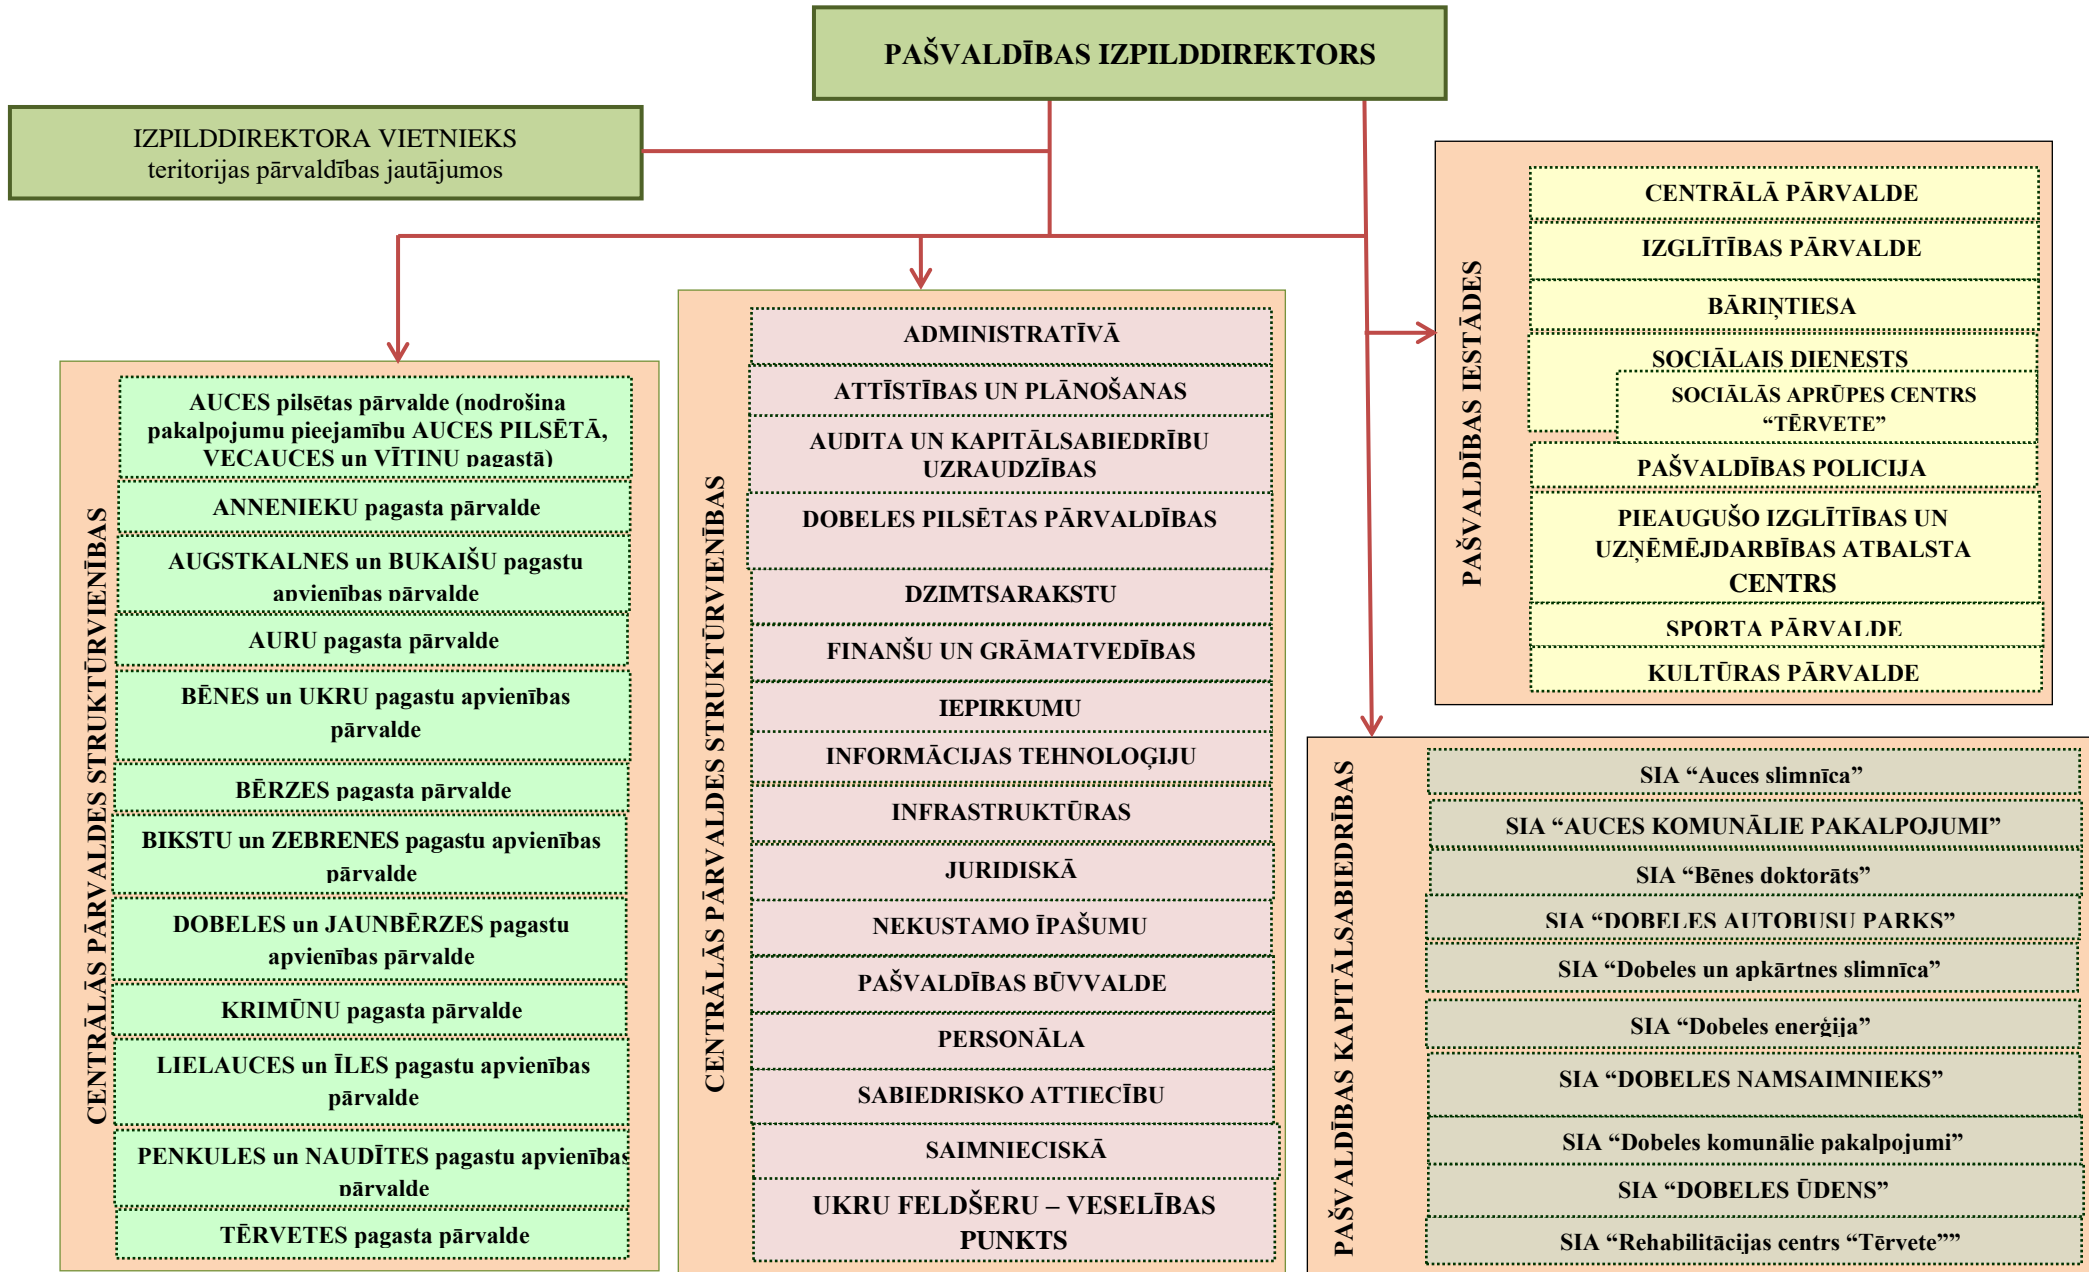 PAŠVALDĪBAS IZPILDDIREKTORS
IZPILDDIREKTORA VIETNIEKS
teritorijas pārvaldības jautājumos
CENTRĀLĀS PĀRVALDES STRUKTŪRVIENĪBAS
AUCES pilsētas pārvalde (nodrošina
pakalpojumu pieejamību AUCES PILSĒTĀ,
VECAUCES un VĪTINU pagastā)
ANNENIEKU pagasta pārvalde
AUGSTKALNES un BUKAIŠU pagastu
apvienības pārvalde
AURU pagasta pārvalde
BĒNES un UKRU pagastu apvienības
pārvalde
BĒRZES pagasta pārvalde
BIKSTU un ZEBRENES pagastu apvienības
pārvalde
DOBELES un JAUNBĒRZES pagastu
apvienības pārvalde
KRIMŪNU pagasta pārvalde
LIELAUCES un ĪLES pagastu apvienības
pārvalde
PENKULES un NAUDĪTES pagastu apvienības
pārvalde
TĒRVETES pagasta pārvalde
CENTRĀLĀS PĀRVALDES STRUKTŪRVIENĪBAS
ADMINISTRATĪVĀ
ATTĪSTĪBAS UN PLĀNOŠANAS
AUDITA UN KAPITĀLSABIEDRĪBU
UZRAUDZĪBAS
DOBELES PILSĒTAS PĀRVALDĪBAS
DZIMTSARAKSTU
FINANŠU UN GRĀMATVEDĪBAS
IEPIRKUMU
INFORMĀCIJAS TEHNOLOĢIJU
INFRASTRUKTŪRAS
JURIDISKĀ
NEKUSTAMO ĪPAŠUMU
PAŠVALDĪBAS BŪVVALDE
PERSONĀLA
SABIEDRISKO ATTIECĪBU
SAIMNIECISKĀ
UKRU FELDŠERU – VESELĪBAS
PUNKTS
PAŠVALDĪBAS IESTĀDES
CENTRĀLĀ PĀRVALDE
IZGLĪTĪBAS PĀRVALDE
BĀRIŅTIESA
SOCIĀLAIS DIENESTS
SOCIĀLĀS APRŪPES CENTRS
“TĒRVETE”
PAŠVALDĪBAS POLICIJA
PIEAUGUŠO IZGLĪTĪBAS UN
UZŅĒMĒJDARBĪBAS ATBALSTA
CENTRS
SPORTA PĀRVALDE
KULTŪRAS PĀRVALDE
PAŠVALDĪBAS KAPITĀLSABIEDRĪBAS
SIA “Auces slimnīca”
SIA “AUCES KOMUNĀLIE PAKALPOJUMI”
SIA “Bēnes doktorāts”
SIA “DOBELES AUTOBUSU PARKS”
SIA “Dobeles un apkārtnes slimnīca”
SIA “Dobeles enerģija”
SIA “DOBELES NAMSAIMNIEKS”
SIA “Dobeles komunālie pakalpojumi”
SIA “DOBELES ŪDENS”
SIA “Rehabilitācijas centrs “Tērvete””